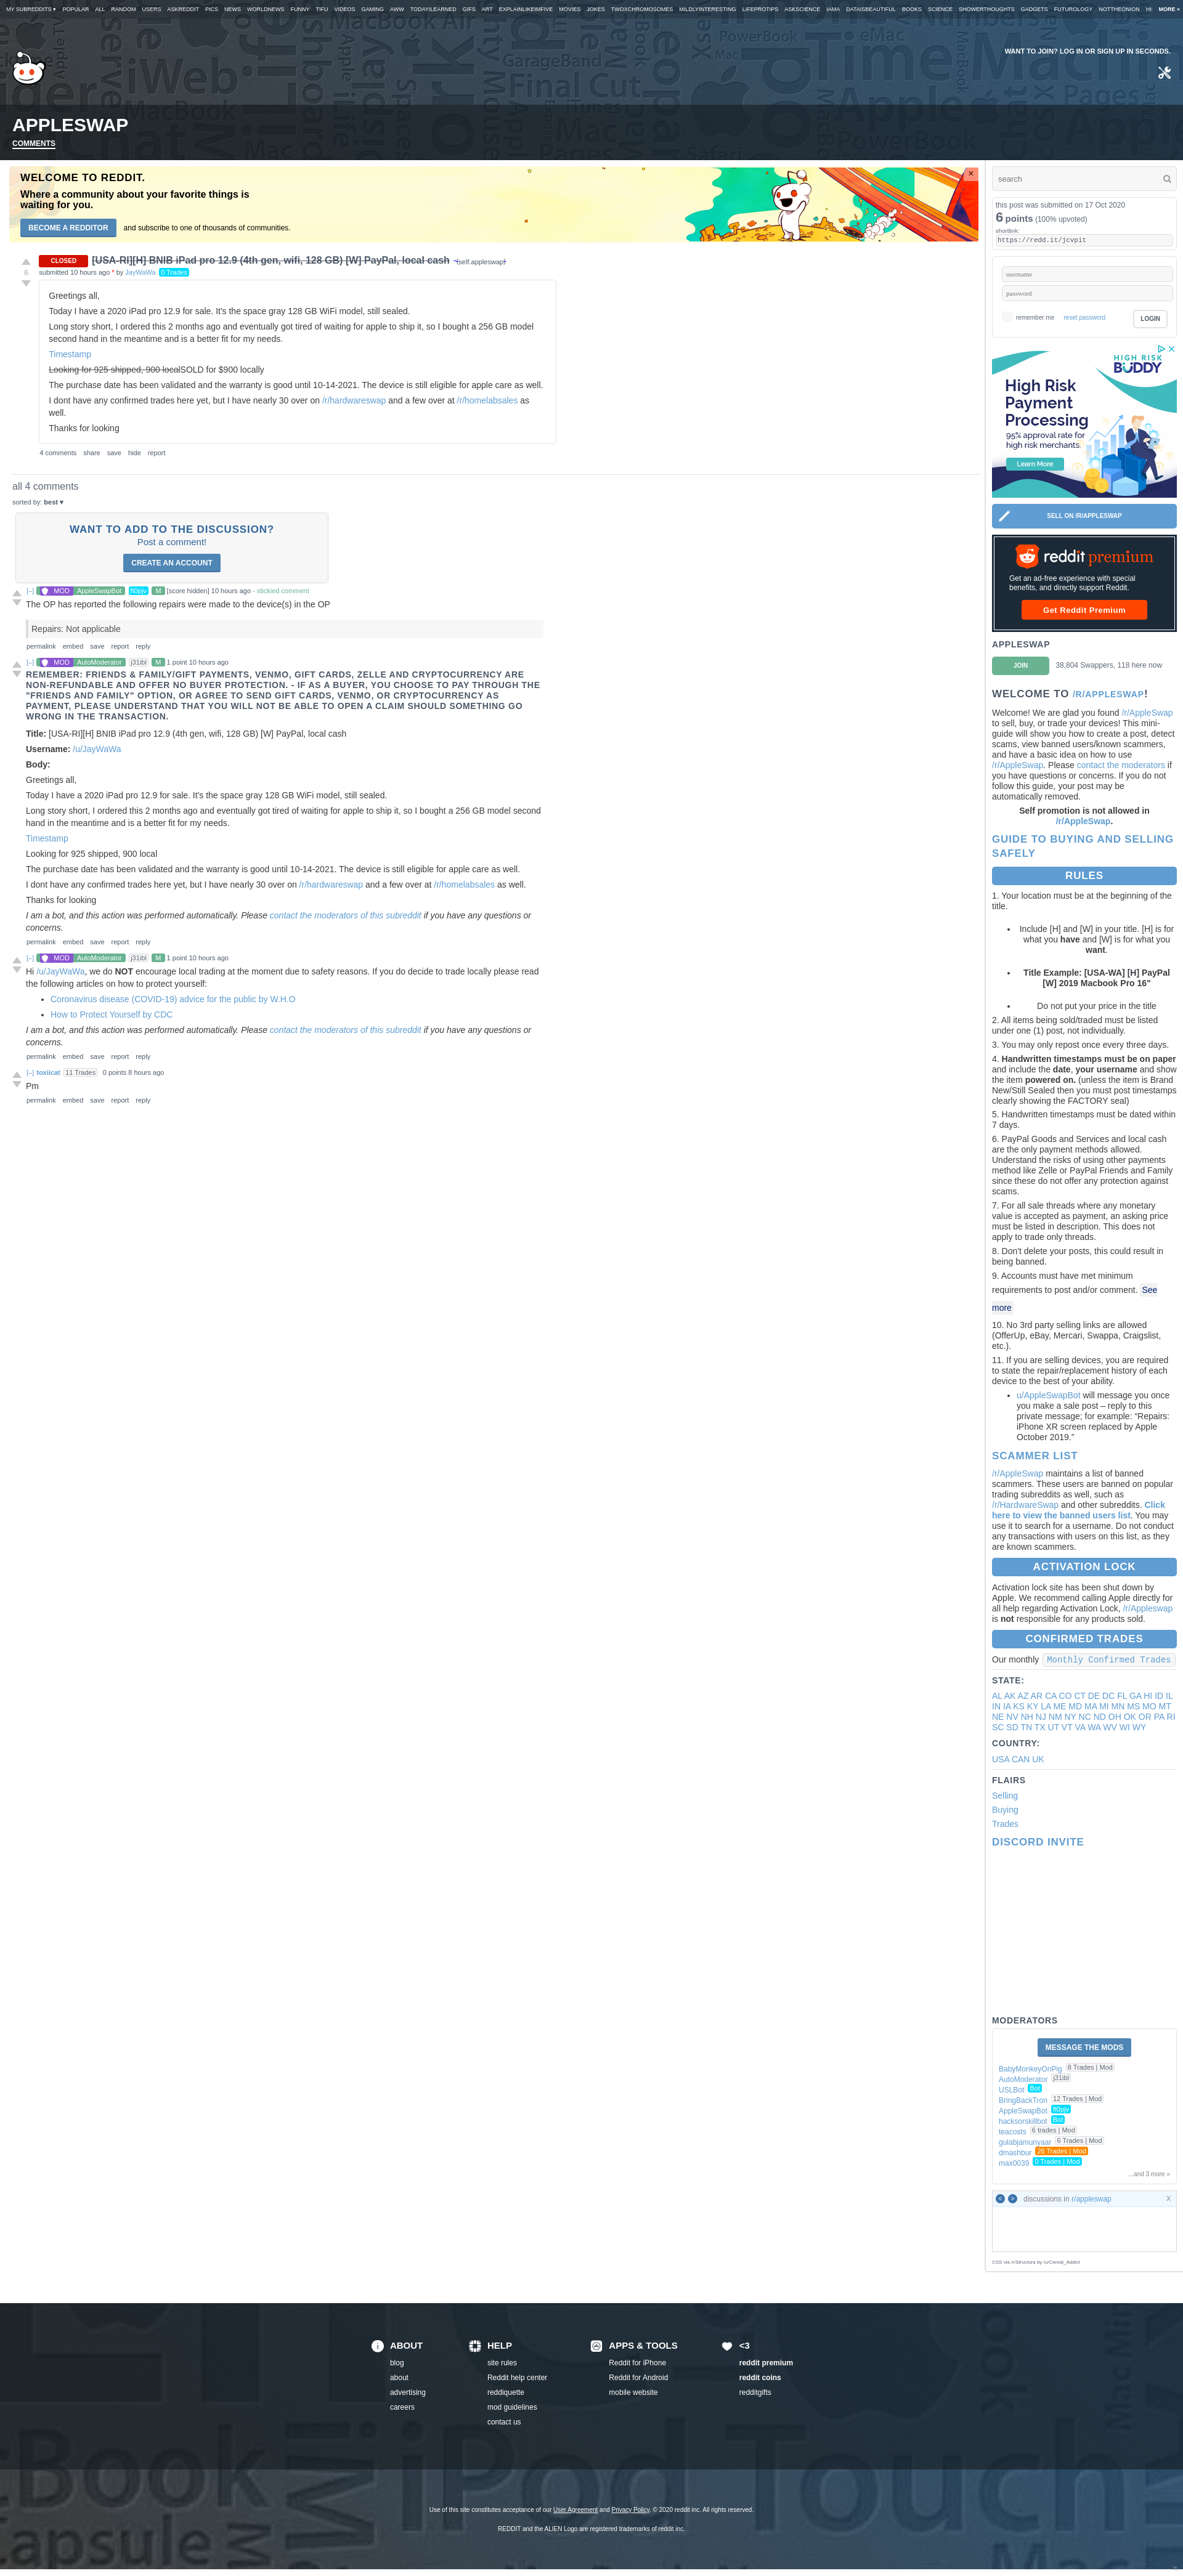 MY SUBREDDITS ▾ POPULAR ALL RANDOM USERS ASKREDDIT PICS NEWS WORLDNEWS FUNNY TIFU VIDEOS GAMING AWW TODAYILEARNED GIFS ART EXPLAINLIKEIMFIVE MOVIES JOKES TWOXCHROMOSOMES MILDLYINTERESTING LIFEPROTIPS ASKSCIENCE IAMA DATAISBEAUTIFUL BOOKS SCIENCE SHOWERTHOUGHTS GADGETS FUTUROLOGY NOTTHEONION HI MORE »
WANT TO JOIN? LOG IN OR SIGN UP IN SECONDS.
APPLESWAP
COMMENTS
WELCOME TO REDDIT.
Where a community about your favorite things is
waiting for you.
BECOME A REDDITOR and subscribe to one of thousands of communities.
6
CLOSED [USA-RI][H] BNIB iPad pro 12.9 (4th gen, wifi, 128 GB) [W] PayPal, local cash (self.appleswap)
submitted 10 hours ago * by JayWaWa 0 Trades
Greetings all,
Today I have a 2020 iPad pro 12.9 for sale. It's the space gray 128 GB WiFi model, still sealed.
Long story short, I ordered this 2 months ago and eventually got tired of waiting for apple to ship it, so I bought a 256 GB model
second hand in the meantime and is a better fit for my needs.
Timestamp
Looking for 925 shipped, 900 localSOLD for $900 locally
The purchase date has been validated and the warranty is good until 10-14-2021. The device is still eligible for apple care as well.
I dont have any confirmed trades here yet, but I have nearly 30 over on /r/hardwareswap and a few over at /r/homelabsales as
well.
Thanks for looking
4 comments share save hide report
all 4 comments
sorted by: best ▾
WANT TO ADD TO THE DISCUSSION?
Post a comment!
CREATE AN ACCOUNT
[–] MOD AppleSwapBot ft0pjv M [score hidden] 10 hours ago - stickied comment
The OP has reported the following repairs were made to the device(s) in the OP
Repairs: Not applicable
permalink embed save report reply
[–] MOD AutoModerator j31ibl M 1 point 10 hours ago
REMEMBER: FRIENDS & FAMILY/GIFT PAYMENTS, VENMO, GIFT CARDS, ZELLE AND CRYPTOCURRENCY ARE
NON-REFUNDABLE AND OFFER NO BUYER PROTECTION. - IF AS A BUYER, YOU CHOOSE TO PAY THROUGH THE
"FRIENDS AND FAMILY" OPTION, OR AGREE TO SEND GIFT CARDS, VENMO, OR CRYPTOCURRENCY AS
PAYMENT, PLEASE UNDERSTAND THAT YOU WILL NOT BE ABLE TO OPEN A CLAIM SHOULD SOMETHING GO
WRONG IN THE TRANSACTION.
Title: [USA-RI][H] BNIB iPad pro 12.9 (4th gen, wifi, 128 GB) [W] PayPal, local cash
Username: /u/JayWaWa
Body:
Greetings all,
Today I have a 2020 iPad pro 12.9 for sale. It's the space gray 128 GB WiFi model, still sealed.
Long story short, I ordered this 2 months ago and eventually got tired of waiting for apple to ship it, so I bought a 256 GB model second
hand in the meantime and is a better fit for my needs.
Timestamp
Looking for 925 shipped, 900 local
The purchase date has been validated and the warranty is good until 10-14-2021. The device is still eligible for apple care as well.
I dont have any confirmed trades here yet, but I have nearly 30 over on /r/hardwareswap and a few over at /r/homelabsales as well.
Thanks for looking
I am a bot, and this action was performed automatically. Please contact the moderators of this subreddit if you have any questions or
concerns.
permalink embed save report reply
[–] MOD AutoModerator j31ibl M 1 point 10 hours ago
Hi /u/JayWaWa, we do NOT encourage local trading at the moment due to safety reasons. If you do decide to trade locally please read
the following articles on how to protect yourself:
• Coronavirus disease (COVID-19) advice for the public by W.H.O
• How to Protect Yourself by CDC
I am a bot, and this action was performed automatically. Please contact the moderators of this subreddit if you have any questions or
concerns.
permalink embed save report reply
[–] toxiicat 11 Trades 0 points 8 hours ago
Pm
permalink embed save report reply
search
this post was submitted on 17 Oct 2020
6 points (100% upvoted)
shortlink:
https://redd.it/jcvpit
username
password
remember me reset password LOGIN
HIGH RISK
BUDDY
High Risk
Payment
Processing
95% approval rate for
high risk merchants.
Learn More
SELL ON /R/APPLESWAP
reddit premium
Get an ad-free experience with special
benefits, and directly support Reddit.
Get Reddit Premium
APPLESWAP
JOIN 38,804 Swappers, 118 here now
WELCOME TO /R/APPLESWAP!
Welcome! We are glad you found /r/AppleSwap
to sell, buy, or trade your devices! This mini-
guide will show you how to create a post, detect
scams, view banned users/known scammers,
and have a basic idea on how to use
/r/AppleSwap. Please contact the moderators if
you have questions or concerns. If you do not
follow this guide, your post may be
automatically removed.
Self promotion is not allowed in
/r/AppleSwap.
GUIDE TO BUYING AND SELLING
SAFELY
RULES
1. Your location must be at the beginning of the
title.
• Include [H] and [W] in your title. [H] is for
what you have and [W] is for what you
want.
• Title Example: [USA-WA] [H] PayPal
[W] 2019 Macbook Pro 16"
• Do not put your price in the title
2. All items being sold/traded must be listed
under one (1) post, not individually.
3. You may only repost once every three days.
4. Handwritten timestamps must be on paper
and include the date, your username and show
the item powered on. (unless the item is Brand
New/Still Sealed then you must post timestamps
clearly showing the FACTORY seal)
5. Handwritten timestamps must be dated within
7 days.
6. PayPal Goods and Services and local cash
are the only payment methods allowed.
Understand the risks of using other payments
method like Zelle or PayPal Friends and Family
since these do not offer any protection against
scams.
7. For all sale threads where any monetary
value is accepted as payment, an asking price
must be listed in description. This does not
apply to trade only threads.
8. Don't delete your posts, this could result in
being banned.
9. Accounts must have met minimum
requirements to post and/or comment. See
more
10. No 3rd party selling links are allowed
(OfferUp, eBay, Mercari, Swappa, Craigslist,
etc.).
11. If you are selling devices, you are required
to state the repair/replacement history of each
device to the best of your ability.
• u/AppleSwapBot will message you once
you make a sale post – reply to this
private message; for example: "Repairs:
iPhone XR screen replaced by Apple
October 2019."
SCAMMER LIST
/r/AppleSwap maintains a list of banned
scammers. These users are banned on popular
trading subreddits as well, such as
/r/HardwareSwap and other subreddits. Click
here to view the banned users list. You may
use it to search for a username. Do not conduct
any transactions with users on this list, as they
are known scammers.
ACTIVATION LOCK
Activation lock site has been shut down by
Apple. We recommend calling Apple directly for
all help regarding Activation Lock, /r/Appleswap
is not responsible for any products sold.
CONFIRMED TRADES
Our monthly Monthly Confirmed Trades
STATE:
AL AK AZ AR CA CO CT DE DC FL GA HI ID IL
IN IA KS KY LA ME MD MA MI MN MS MO MT
NE NV NH NJ NM NY NC ND OH OK OR PA RI
SC SD TN TX UT VT VA WA WV WI WY
COUNTRY:
USA CAN UK
FLAIRS
Selling
Buying
Trades
DISCORD INVITE
MODERATORS
MESSAGE THE MODS
BabyMonkeyOnPig 8 Trades | Mod
AutoModerator j31ibl
USLBot Bot
BringBackTron 12 Trades | Mod
AppleSwapBot ft0pjv
hacksorskillbot Bot
teacosts 6 trades | Mod
gulabjamunyaar 6 Trades | Mod
dmashbur 26 Trades | Mod
max0039 0 Trades | Mod
...and 3 more »
< > discussions in r/appleswap X
CSS via /r/Structura by /u/Cereal_Addict
ABOUT
blog
about
advertising
careers
HELP
site rules
Reddit help center
reddiquette
mod guidelines
contact us
APPS & TOOLS
Reddit for iPhone
Reddit for Android
mobile website
<3
reddit premium
reddit coins
redditgifts
Use of this site constitutes acceptance of our User Agreement and Privacy Policy. © 2020 reddit inc. All rights reserved.
REDDIT and the ALIEN Logo are registered trademarks of reddit inc.